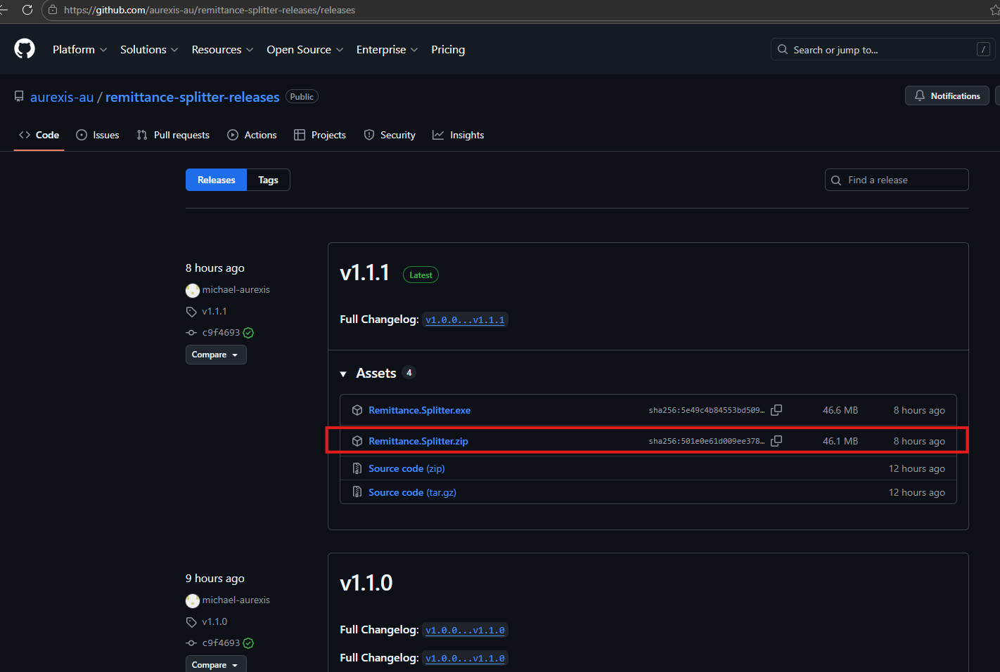 https://github.com/aurexis-au/remittance-splitter-releases/releases
Platform Solutions Resources Open Source Enterprise Pricing
Search or jump to... /
aurexis-au / remittance-splitter-releases Public
Notifications
Code Issues Pull requests Actions Projects Security Insights
Releases Tags
Find a release
8 hours ago
michael-aurexis
v1.1.1
c9f4693
Compare
v1.1.1 Latest
Full Changelog: v1.0.0...v1.1.1
Assets 4
Remittance.Splitter.exe sha256:5e49c4b84553bd509… 46.6 MB 8 hours ago
Remittance.Splitter.zip sha256:501e0e61d009ee378… 46.1 MB 8 hours ago
Source code (zip) 12 hours ago
Source code (tar.gz) 12 hours ago
9 hours ago
michael-aurexis
v1.1.0
c9f4693
Compare
v1.1.0
Full Changelog: v1.0.0...v1.1.0
Full Changelog: v1.0.0...v1.1.0